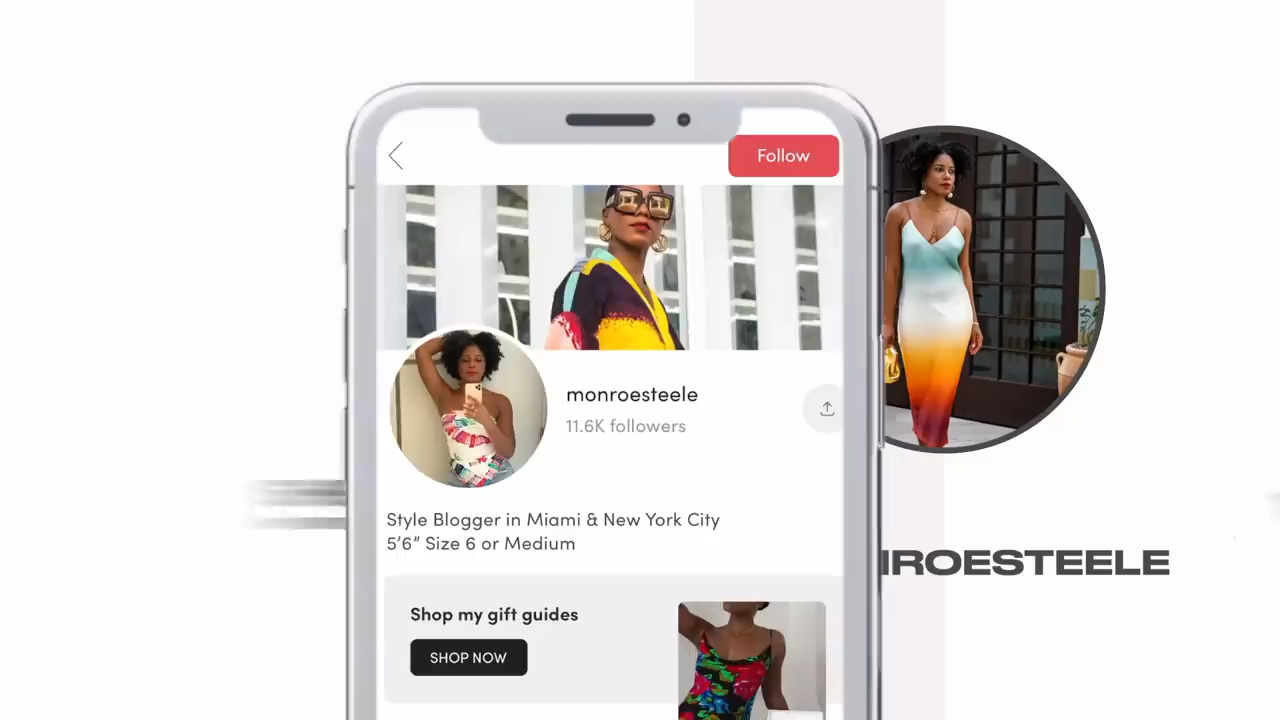 Follow
monroesteele
11.6K followers
Style Blogger in Miami & New York City
5’6” Size 6 or Medium
Shop my gift guides
SHOP NOW
ROESTEELE